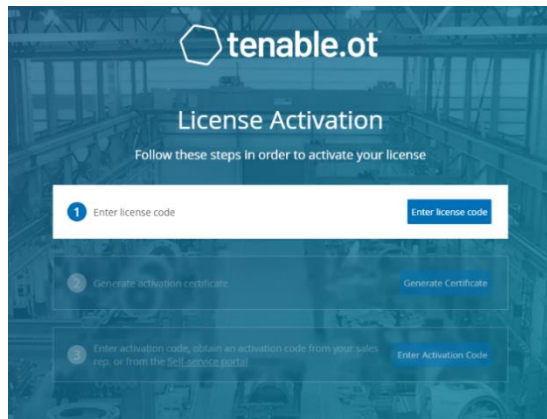 tenable.ot
License Activation
Follow these steps in order to activate your license
1 Enter license code
Enter license code
2 Generate activation certificate
Generate Certificate
3 Enter activation code, obtain an activation code from your sales
rep. or from the Self-service portal
Enter Activation Code